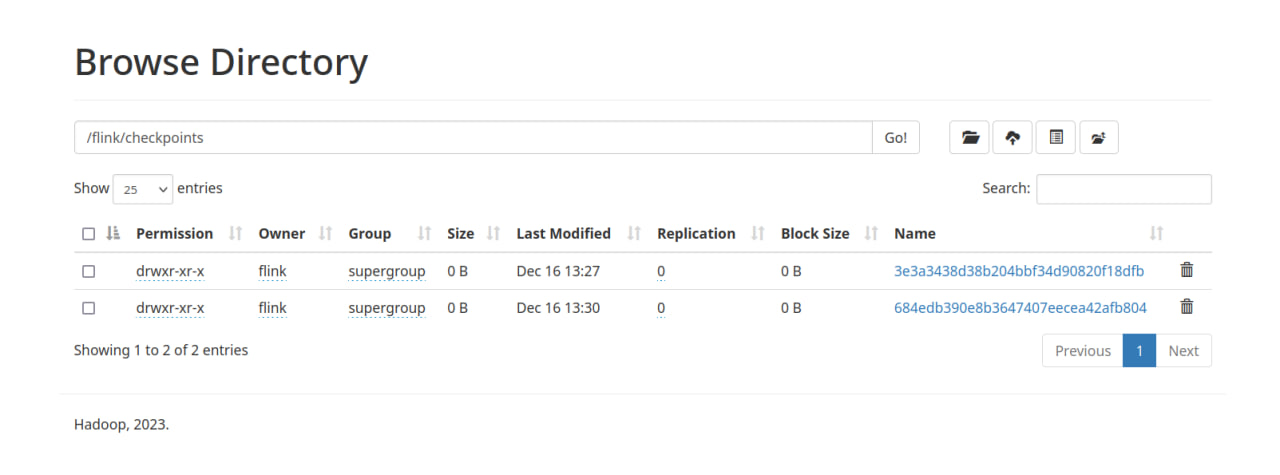 Browse Directory
/flink/checkpoints Go!
Show 25 entries Search:
Permission Owner Group Size Last Modified Replication Block Size Name
drwxr-xr-x flink supergroup 0 B Dec 16 13:27 0 0 B 3e3a3438d38b204bbf34d90820f18dfb
drwxr-xr-x flink supergroup 0 B Dec 16 13:30 0 0 B 684edb390e8b3647407eecea42afb804
Showing 1 to 2 of 2 entries Previous 1 Next
Hadoop, 2023.